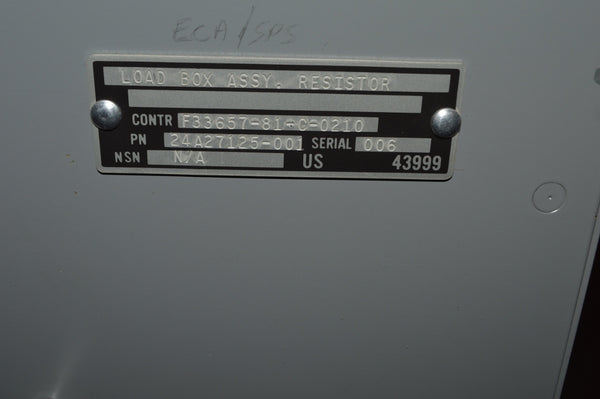 ECA/SPS
LOAD BOX ASSY. RESISTOR
CONTR F33657-81-C-0210
PN 24A27125-001 SERIAL 006
NSN N/A US 43999